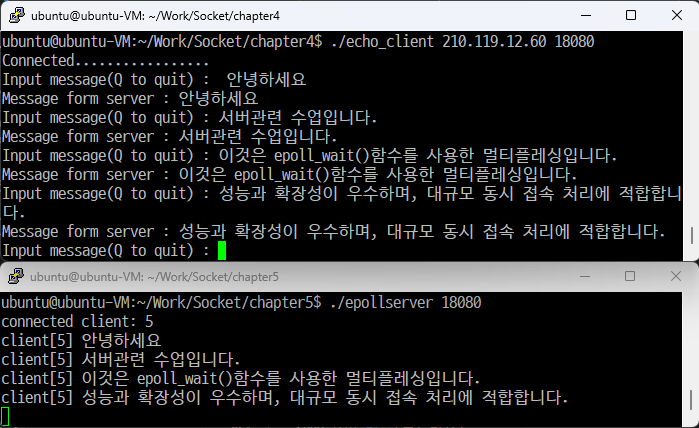 ubuntu@ubuntu-VM: ~/Work/Socket/chapter4
ubuntu@ubuntu-VM:~/Work/Socket/chapter4$ ./echo_client 210.119.12.60 18080
Connected.................
Input message(Q to quit) :  안녕하세요
Message form server : 안녕하세요
Input message(Q to quit) : 서버관련 수업입니다.
Message form server : 서버관련 수업입니다.
Input message(Q to quit) : 이것은 epoll_wait()함수를 사용한 멀티플레싱입니다.
Message form server : 이것은 epoll_wait()함수를 사용한 멀티플레싱입니다.
Input message(Q to quit) : 성능과 확장성이 우수하며, 대규모 동시 접속 처리에 적합합니
다.
Message form server : 성능과 확장성이 우수하며, 대규모 동시 접속 처리에 적합합니다.
Input message(Q to quit) :
ubuntu@ubuntu-VM: ~/Work/Socket/chapter5
ubuntu@ubuntu-VM:~/Work/Socket/chapter5$ ./epollserver 18080
connected client: 5
client[5] 안녕하세요
client[5] 서버관련 수업입니다.
client[5] 이것은 epoll_wait()함수를 사용한 멀티플레싱입니다.
client[5] 성능과 확장성이 우수하며, 대규모 동시 접속 처리에 적합합니다.